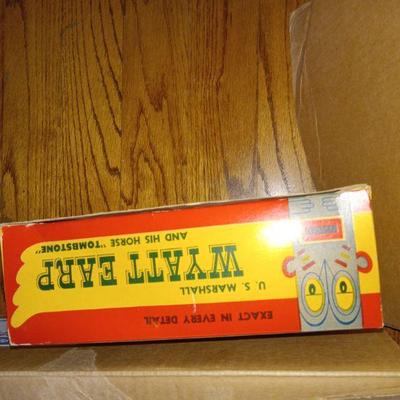 EXACT IN EVERY DETAIL
U. S. MARSHALL
WYATT EARP
AND HIS HORSE "TOMBSTONE"